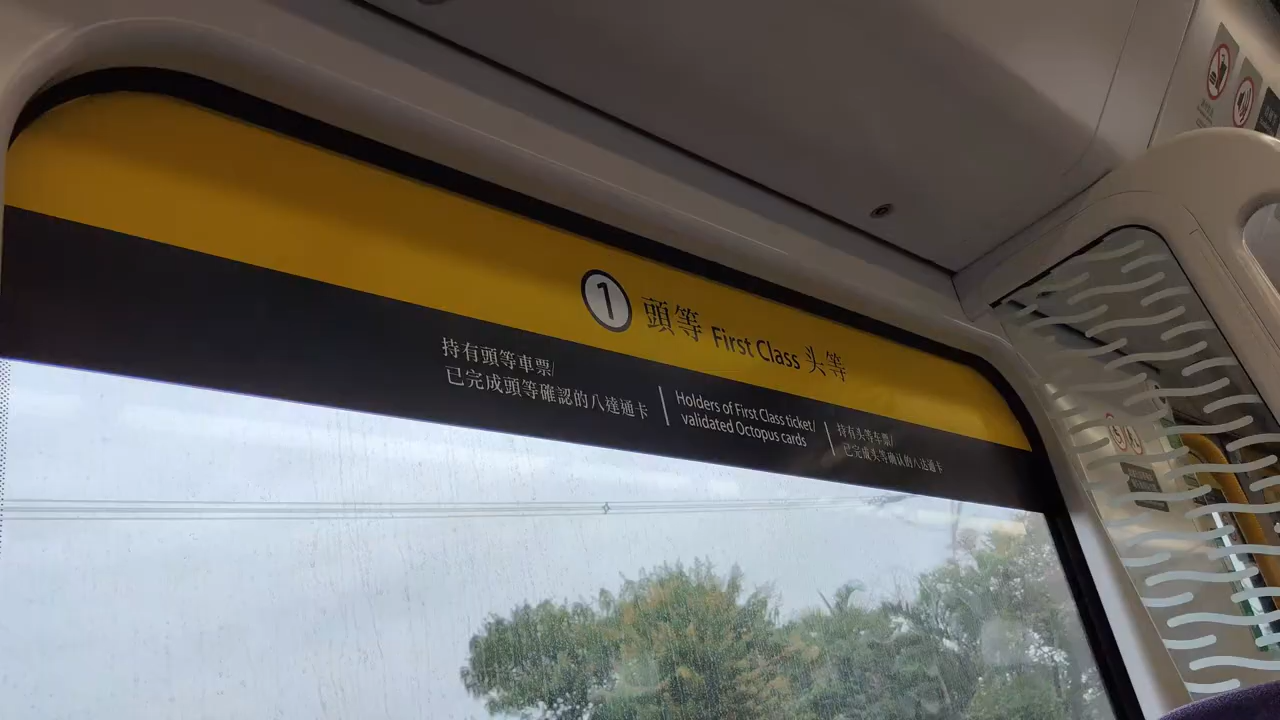 1 頭等 First Class 头等
持有頭等車票/
已完成頭等確認的八達通卡
Holders of First Class ticket/
validated Octopus cards
持有头等车票/
已完成头等确认的八达通卡